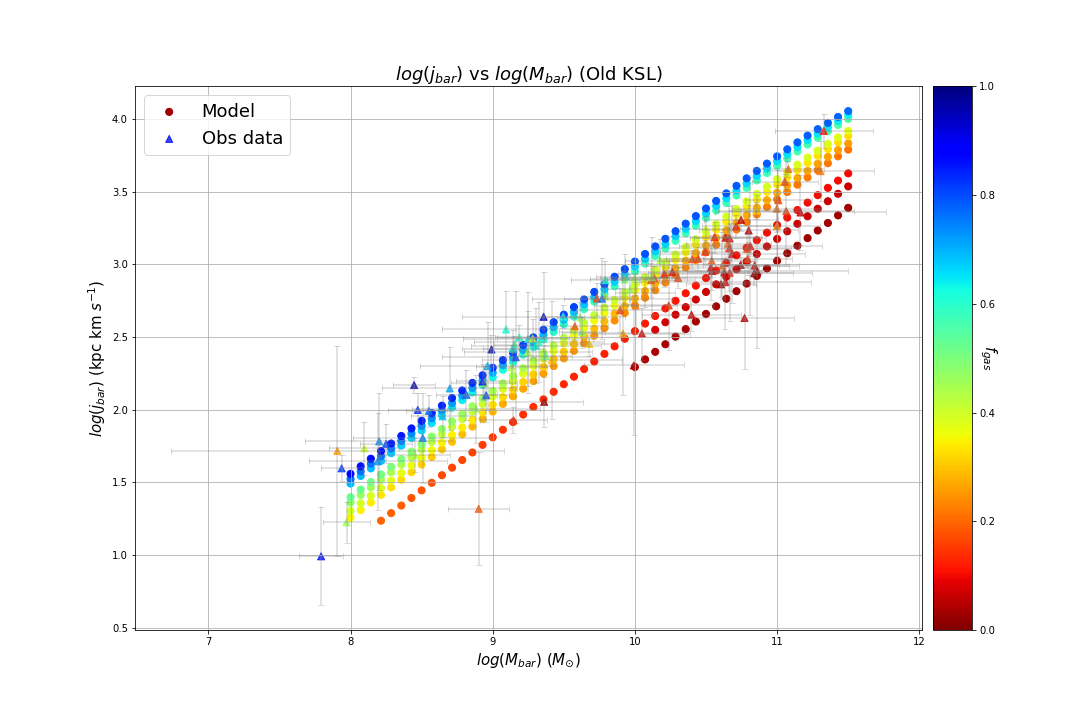 log(j_bar) vs log(M_bar) (Old KSL)
Model
Obs data
log(j_bar) (kpc km s⁻¹)
4.0
3.5
3.0
2.5
2.0
1.5
1.0
0.5
7 8 9 10 11 12
log(M_bar) (M_⊙)
1.0
0.8
0.6
0.4
0.2
0.0
f_gas